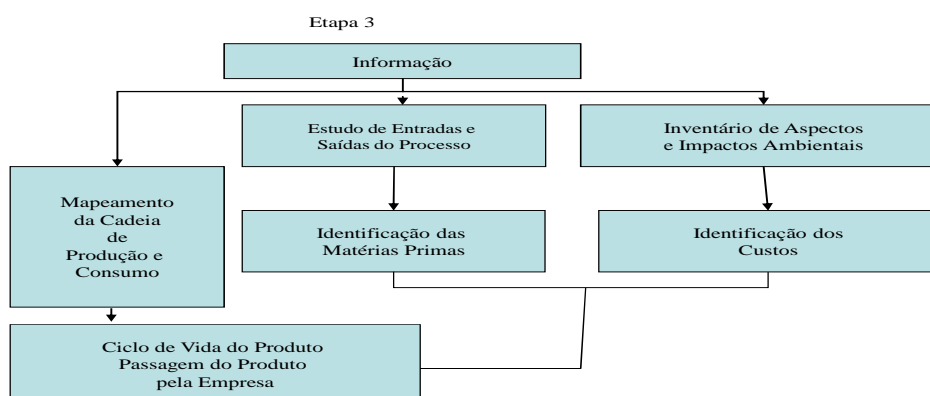 Etapa 3
Informação
Estudo de Entradas e
Saídas do Processo
Inventário de Aspectos
e Impactos Ambientais
Mapeamento
da Cadeia
de
Produção e
Consumo
Identificação das
Matérias Primas
Identificação dos
Custos
Ciclo de Vida do Produto
Passagem do Produto
pela Empresa